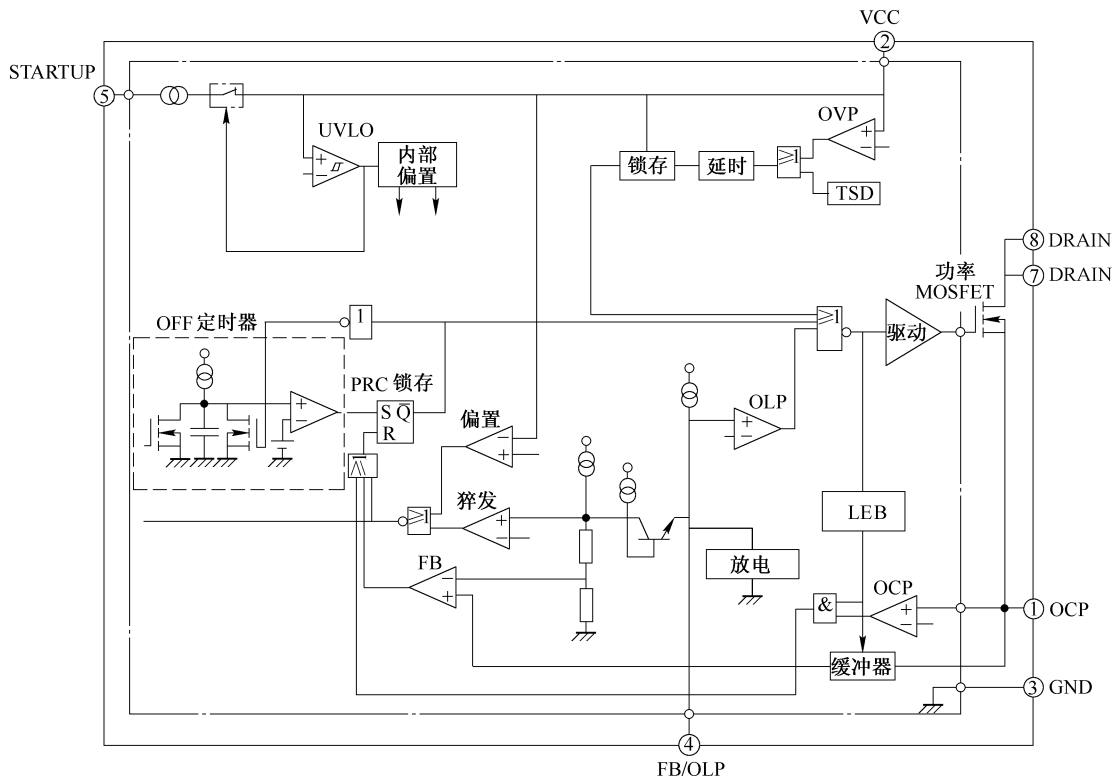 VCC
②
STARTUP
⑤
OVP
+
−
UVLO
+
−
内部
偏置
锁存
延时
≥1
TSD
⑧ DRAIN
⑦ DRAIN
功率
MOSFET
OFF 定时器
1
≥1
驱动
+
−
PRC 锁存
S Q̅
R
偏置
−
+
OLP
+
−
≥1
猝发
≥1
+
−
LEB
FB
−
+
放电
OCP
&
+
−
① OCP
缓冲器
③ GND
④
FB/OLP